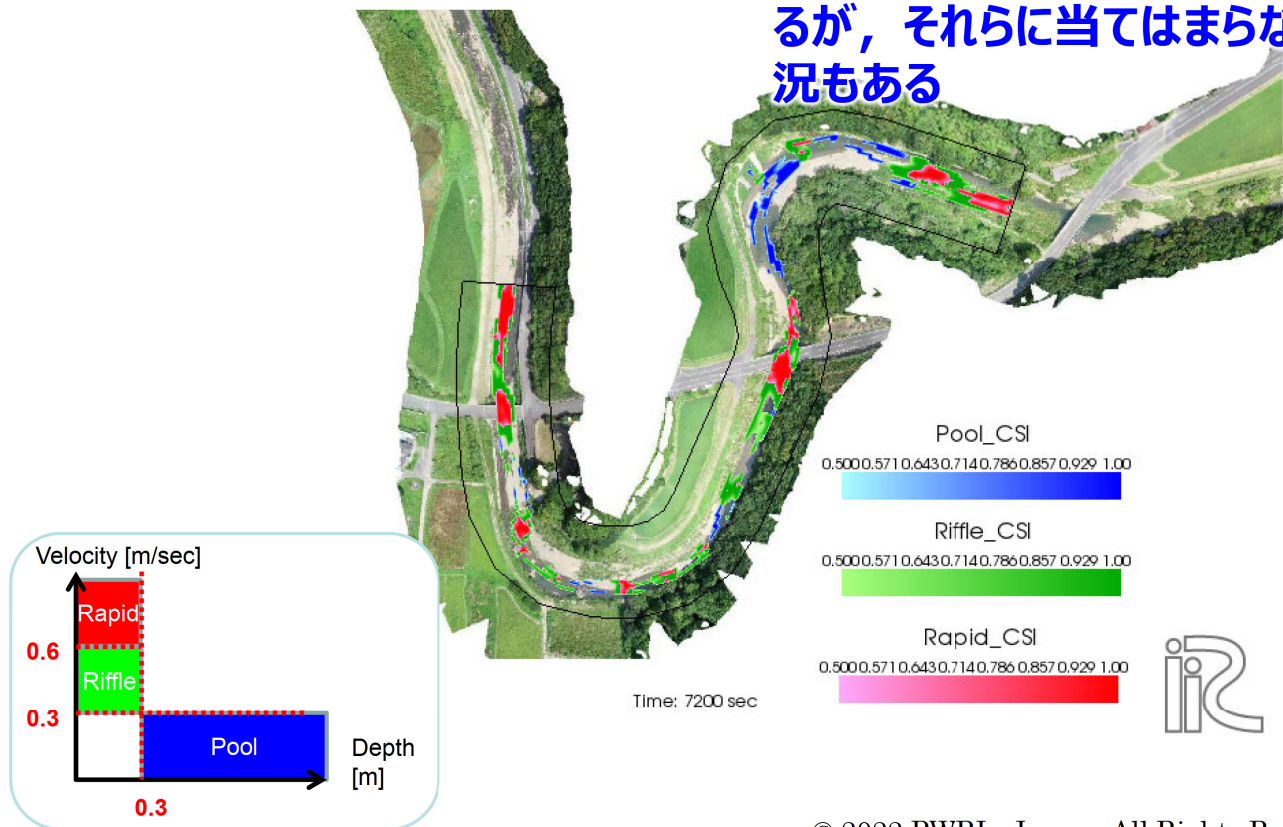 るが，それらに当てはまらな
況もある
Pool_CSI
0.500 0.571 0.643 0.714 0.786 0.857 0.929 1.00
Riffle_CSI
0.500 0.571 0.643 0.714 0.786 0.857 0.929 1.00
Rapid_CSI
0.500 0.571 0.643 0.714 0.786 0.857 0.929 1.00
Time: 7200 sec
iRIC
Velocity [m/sec]
Rapid
0.6
Riffle
0.3
Pool
Depth
[m]
0.3